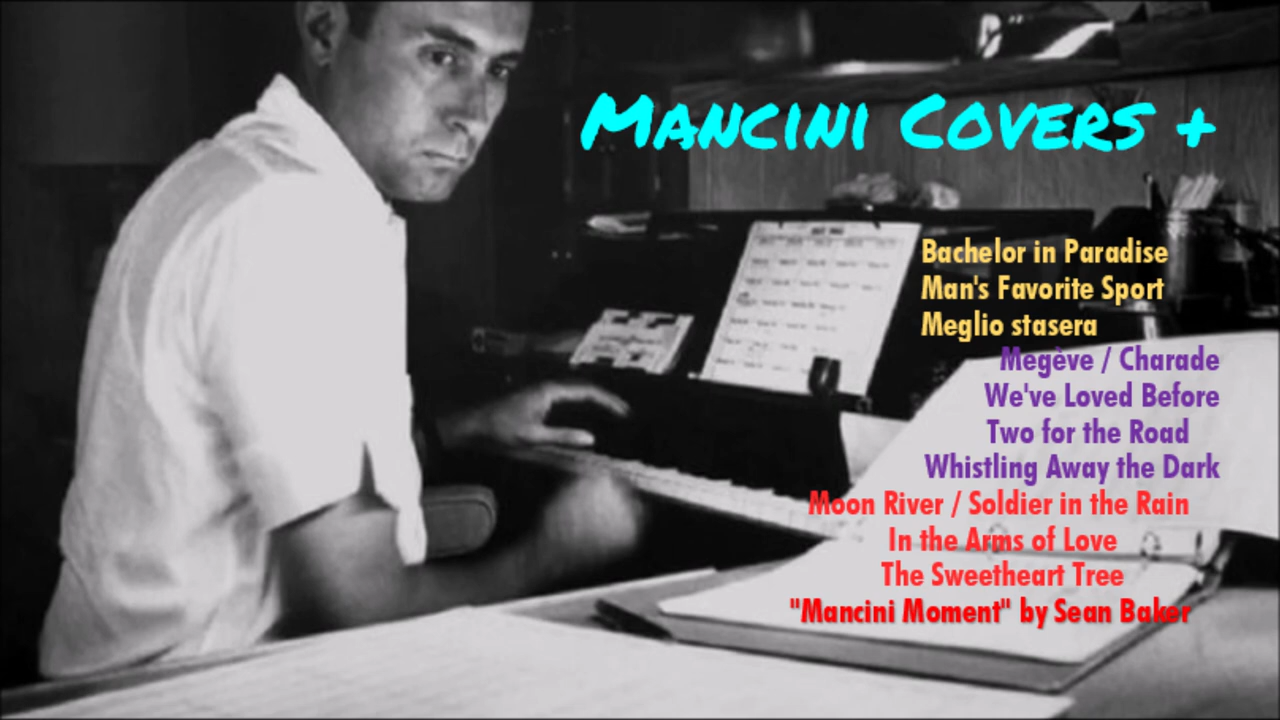 Mancini Covers +
Bachelor in Paradise
Man's Favorite Sport
Meglio stasera
Megève / Charade
We've Loved Before
Two for the Road
Whistling Away the Dark
Moon River / Soldier in the Rain
In the Arms of Love
The Sweetheart Tree
"Mancini Moment" by Sean Baker